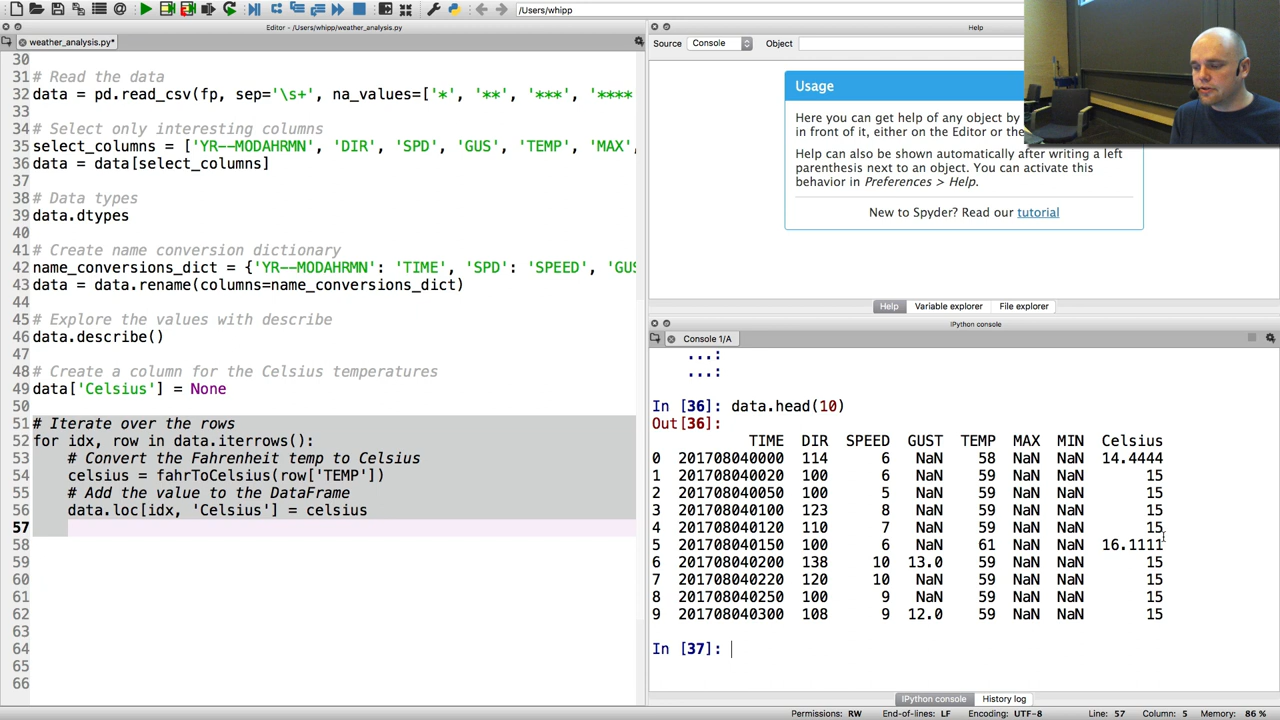 /Users/whipp
Editor - /Users/whipp/weather_analysis.py
weather_analysis.py*
30
31 # Read the data
32 data = pd.read_csv(fp, sep='\s+', na_values=['*', '**', '***', '****
33
34 # Select only interesting columns
35 select_columns = ['YR--MODAHRMN', 'DIR', 'SPD', 'GUS', 'TEMP', 'MAX',
36 data = data[select_columns]
37
38 # Data types
39 data.dtypes
40
41 # Create name conversion dictionary
42 name_conversions_dict = {'YR--MODAHRMN': 'TIME', 'SPD': 'SPEED', 'GUS
43 data = data.rename(columns=name_conversions_dict)
44
45 # Explore the values with describe
46 data.describe()
47
48 # Create a column for the Celsius temperatures
49 data['Celsius'] = None
50
51 # Iterate over the rows
52 for idx, row in data.iterrows():
53 # Convert the Fahrenheit temp to Celsius
54 celsius = fahrToCelsius(row['TEMP'])
55 # Add the value to the DataFrame
56 data.loc[idx, 'Celsius'] = celsius
57
58
59
60
61
62
63
64
65
66
Help
Source Console Object
Usage
Here you can get help of any object by
in front of it, either on the Editor or the
Help can also be shown automatically after writing a left
parenthesis next to an object. You can activate this
behavior in Preferences > Help.
New to Spyder? Read our tutorial
Help Variable explorer File explorer
IPython console
Console 1/A
...:
...:
In [36]: data.head(10)
Out[36]:
TIME DIR SPEED GUST TEMP MAX MIN Celsius
0 201708040000 114 6 NaN 58 NaN NaN 14.4444
1 201708040020 100 6 NaN 59 NaN NaN 15
2 201708040050 100 5 NaN 59 NaN NaN 15
3 201708040100 123 8 NaN 59 NaN NaN 15
4 201708040120 110 7 NaN 59 NaN NaN 15
5 201708040150 100 6 NaN 61 NaN NaN 16.1111
6 201708040200 138 10 13.0 59 NaN NaN 15
7 201708040220 120 10 NaN 59 NaN NaN 15
8 201708040250 100 9 NaN 59 NaN NaN 15
9 201708040300 108 9 12.0 59 NaN NaN 15
In [37]:
IPython console History log
Permissions: RW End-of-lines: LF Encoding: UTF-8 Line: 57 Column: 5 Memory: 86 %